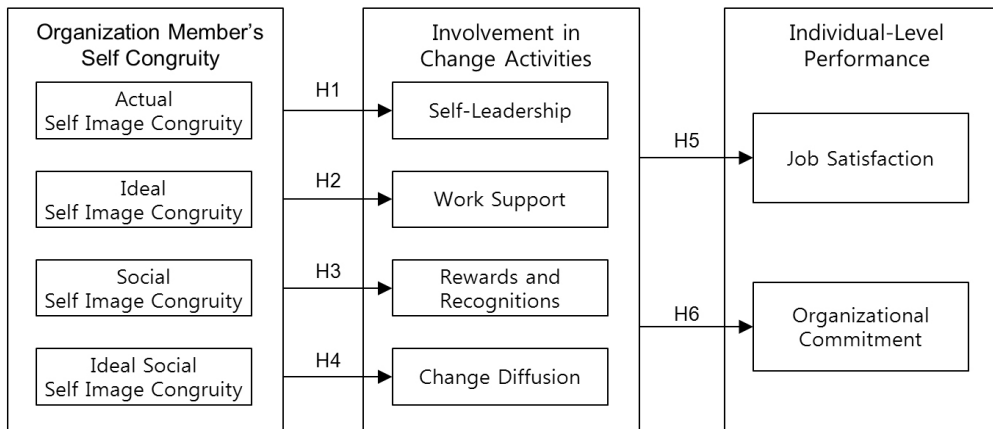 Organization Member's
Self Congruity
Actual
Self Image Congruity
Ideal
Self Image Congruity
Social
Self Image Congruity
Ideal Social
Self Image Congruity
H1
H2
H3
H4
Involvement in
Change Activities
Self-Leadership
Work Support
Rewards and
Recognitions
Change Diffusion
H5
H6
Individual-Level
Performance
Job Satisfaction
Organizational
Commitment